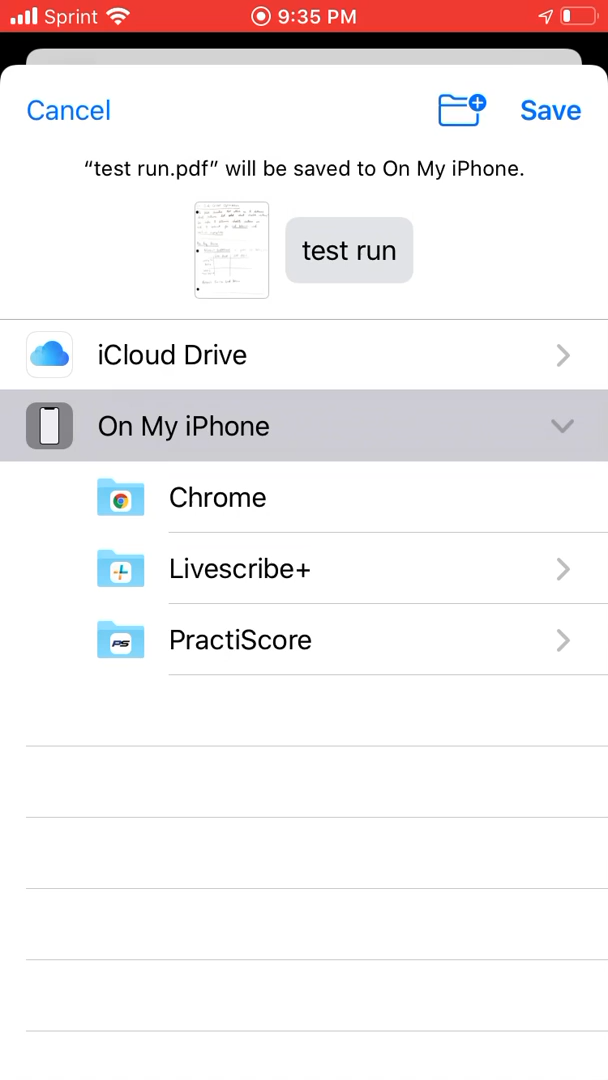 Sprint 9:35 PM
Cancel Save
“test run.pdf” will be saved to On My iPhone.
test run
iCloud Drive
On My iPhone
Chrome
Livescribe+
PractiScore
PS